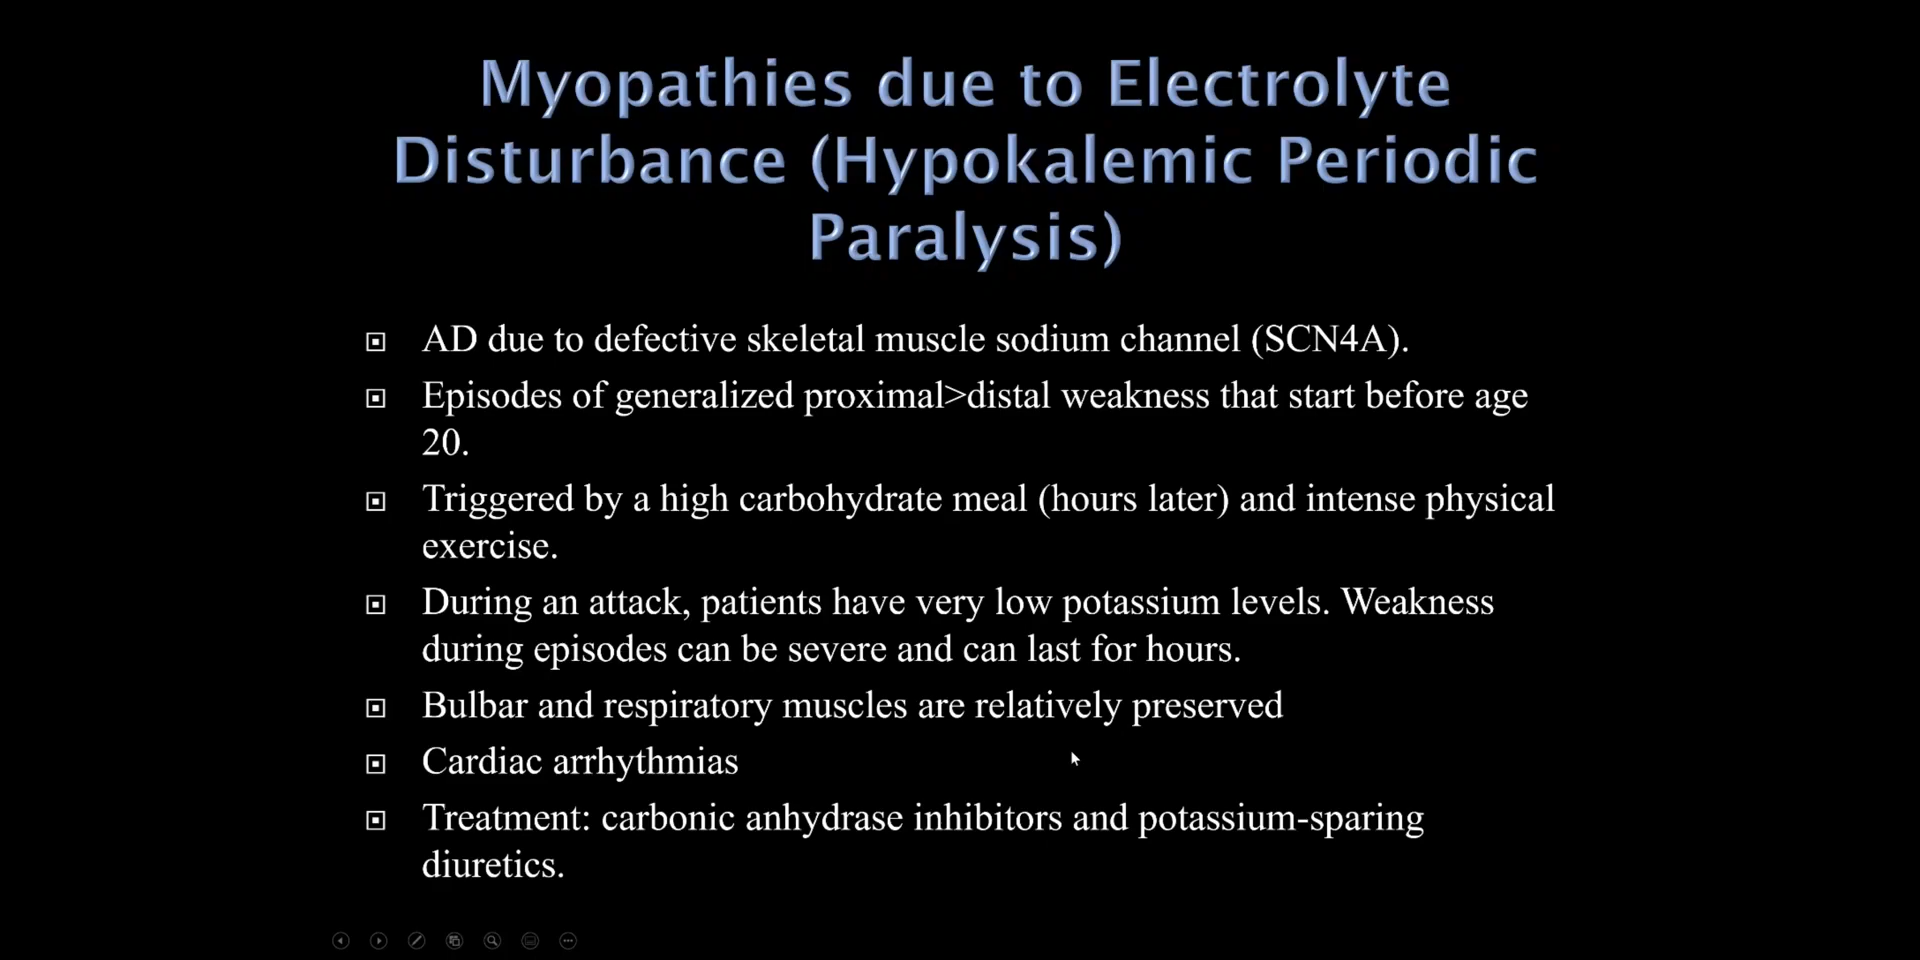 Myopathies due to Electrolyte
Disturbance (Hypokalemic Periodic
Paralysis)
AD due to defective skeletal muscle sodium channel (SCN4A).
Episodes of generalized proximal>distal weakness that start before age
20.
Triggered by a high carbohydrate meal (hours later) and intense physical
exercise.
During an attack, patients have very low potassium levels. Weakness
during episodes can be severe and can last for hours.
Bulbar and respiratory muscles are relatively preserved
Cardiac arrhythmias
Treatment: carbonic anhydrase inhibitors and potassium-sparing
diuretics.